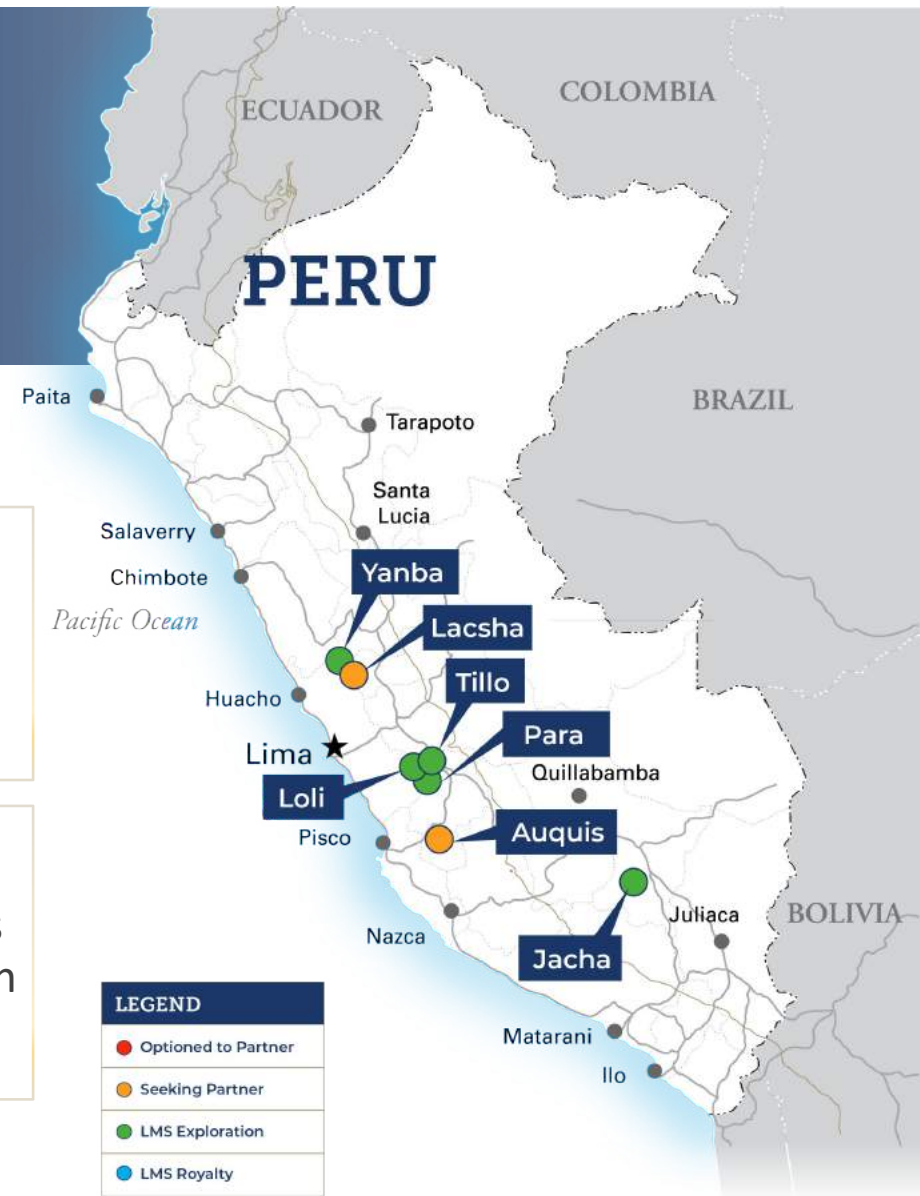 ECUADOR
COLOMBIA
PERU
Paita
BRAZIL
Tarapoto
Santa
Lucia
Salaverry
Chimbote
Yanba
Pacific Ocean
Lacsha
Tillo
Huacho
Para
Lima
Quillabamba
Loli
Auquis
Pisco
Juliaca
BOLIVIA
Nazca
Jacha
Matarani
Ilo
LEGEND
Optioned to Partner
Seeking Partner
LMS Exploration
LMS Royalty